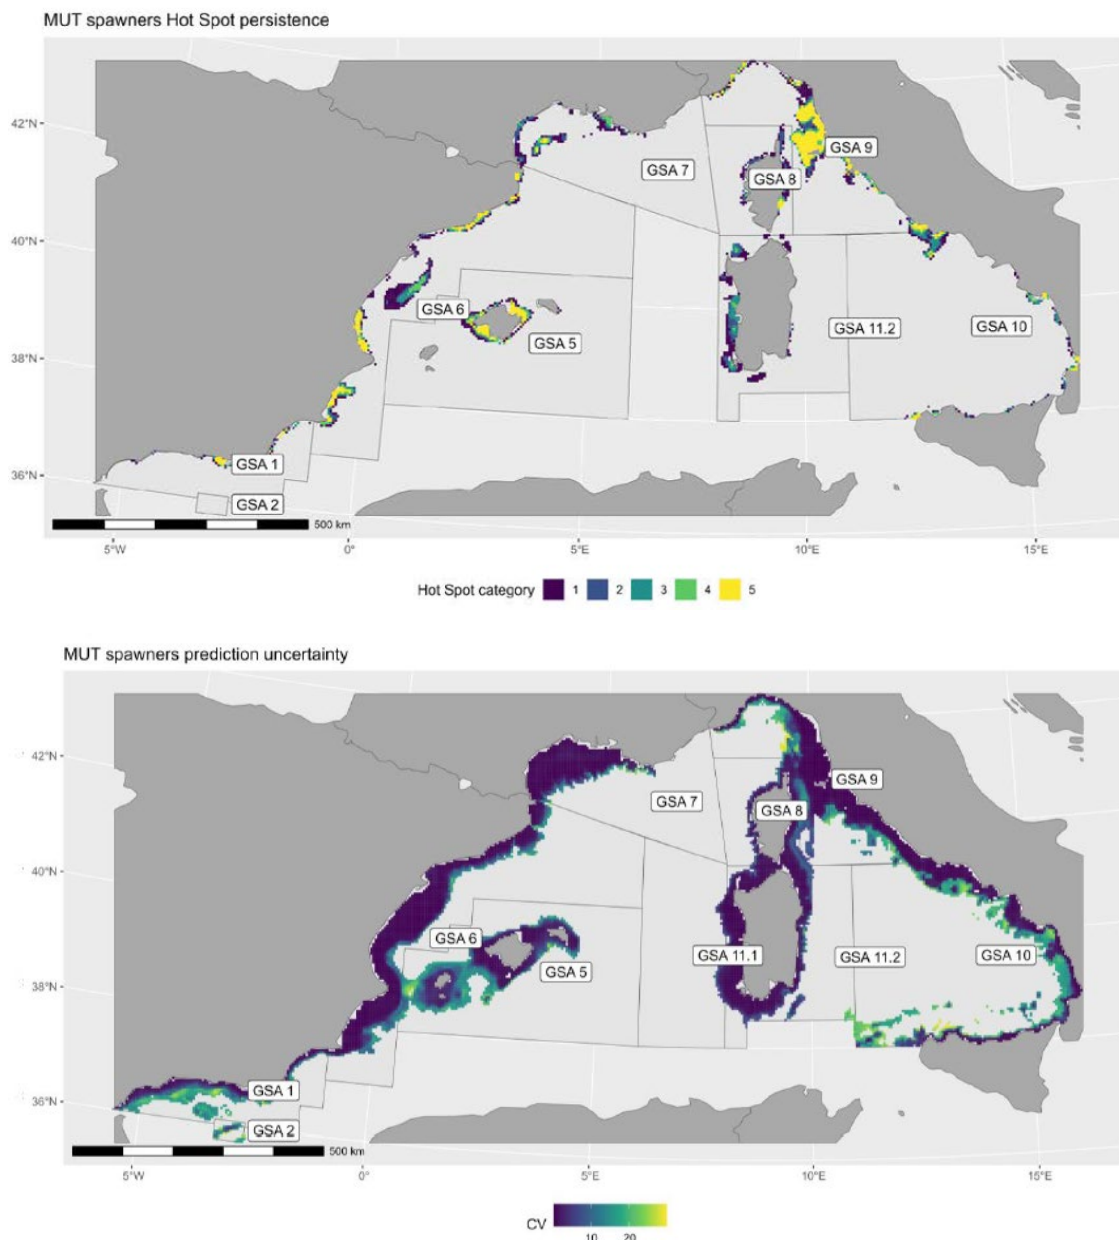 MUT spawners Hot Spot persistence
42°N
40°N
38°N
36°N
GSA 7
GSA 8
GSA 9
GSA 6
GSA 5
GSA 11.2
GSA 10
GSA 1
GSA 2
500 km
5°W
0°
5°E
10°E
15°E
Hot Spot category
1
2
3
4
5
MUT spawners prediction uncertainty
42°N
40°N
38°N
36°N
GSA 7
GSA 8
GSA 9
GSA 6
GSA 5
GSA 11.1
GSA 11.2
GSA 10
GSA 1
GSA 2
500 km
5°W
0°
5°E
10°E
15°E
CV
10
20